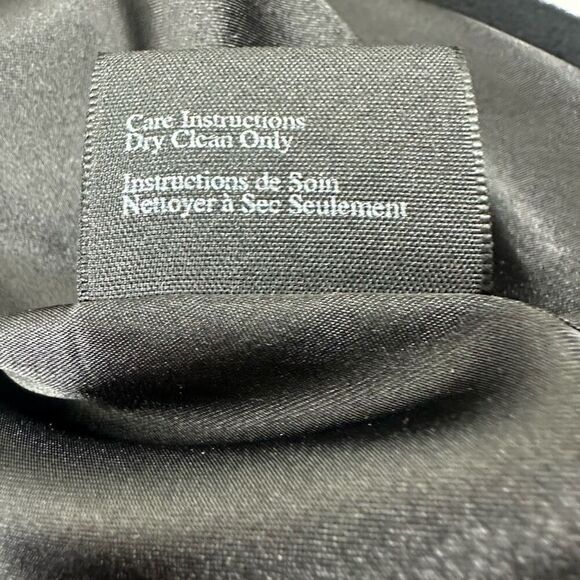 Care Instructions
Dry Clean Only
Instructions de Soin
Nettoyer à Sec Seulement